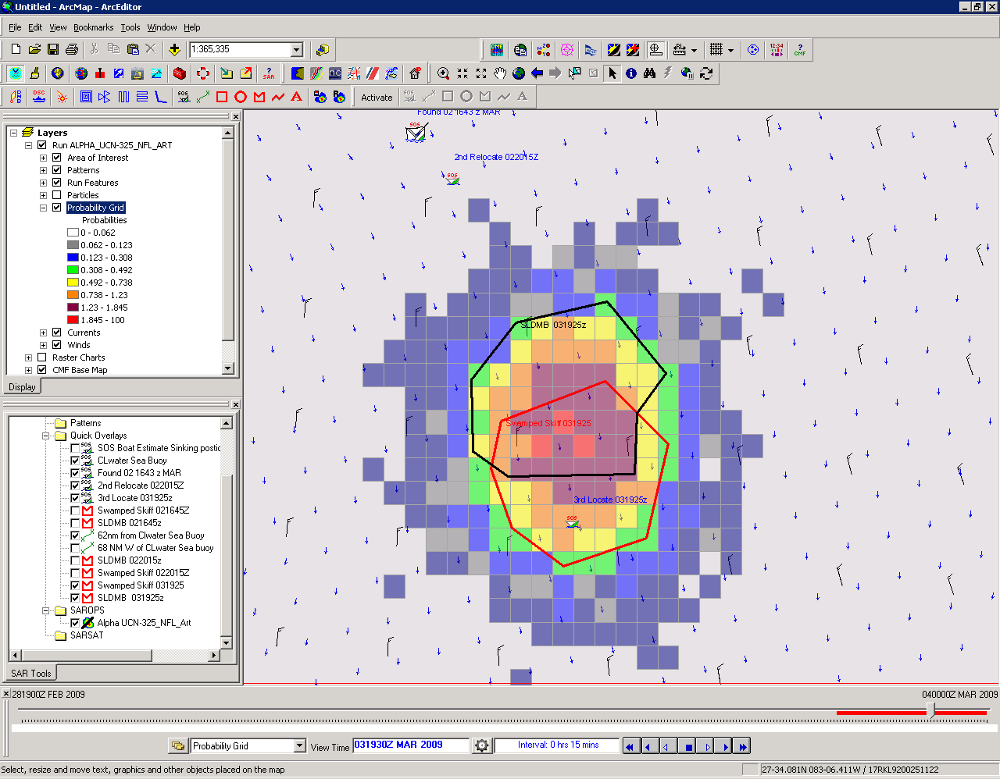 Untitled - ArcMap - ArcEditor
File Edit View Bookmarks Tools Window Help
1:365,335
Activate
Layers
Run ALPHA_UCN-325_NFL_ART
Area of Interest
Patterns
Run Features
Particles
Probability Grid
Probabilities
0 - 0.062
0.062 - 0.123
0.123 - 0.308
0.308 - 0.492
0.492 - 0.738
0.738 - 1.23
1.23 - 1.845
1.845 - 100
Currents
Winds
Raster Charts
CMF Base Map
Display
Patterns
Quick Overlays
SOS Boat Estimate Sinking postic
CLwater Sea Buoy
Found 02 1643 z MAR
2nd Relocate 022015Z
3rd Locate 031925z
Swamped Skiff 021645Z
SLDMB 021645z
62nm from Clwater Sea Buoy
68 NM W of CLwater Sea buoy
SLDMB 022015z
Swamped Skiff 022015Z
Swamped Skiff 031925
SLDMB 031925z
SAROPS
Alpha UCN-325_NFL_Art
SARSAT
SAR Tools
Found 02 1643 z MAR
SOS
2nd Relocate 022015Z
SOS
SLDMB 031925z
Swamped Skiff 031925
3rd Locate 031925z
SOS
281900Z FEB 2009
040000Z MAR 2009
Probability Grid
View Time
031930Z MAR 2009
Interval: 0 hrs 15 mins
Select, resize and move text, graphics and other objects placed on the map
27-34.081N 083-06.411W / 17RKL9200251122